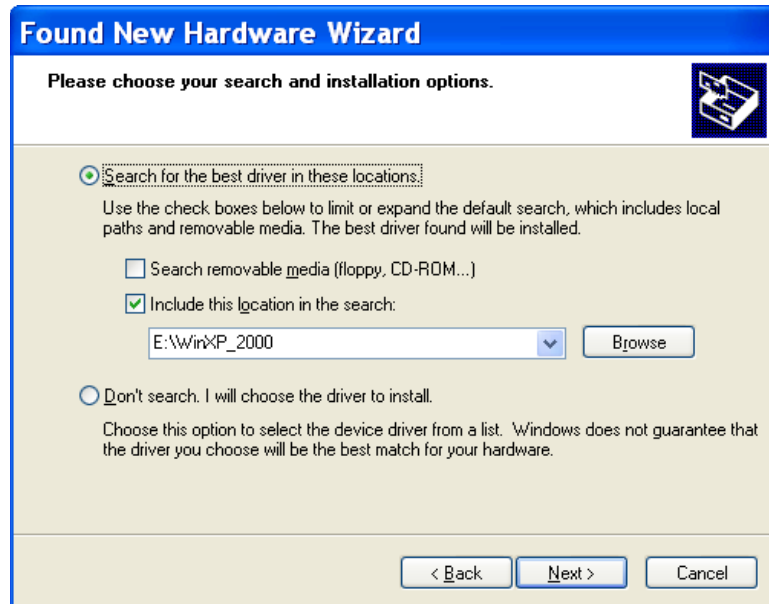 Found New Hardware Wizard
Please choose your search and installation options.
Search for the best driver in these locations.
Use the check boxes below to limit or expand the default search, which includes local
paths and removable media. The best driver found will be installed.
Search removable media (floppy, CD-ROM...)
Include this location in the search:
E:\WinXP_2000
Browse
Don't search. I will choose the driver to install.
Choose this option to select the device driver from a list. Windows does not guarantee that
the driver you choose will be the best match for your hardware.
< Back
Next >
Cancel